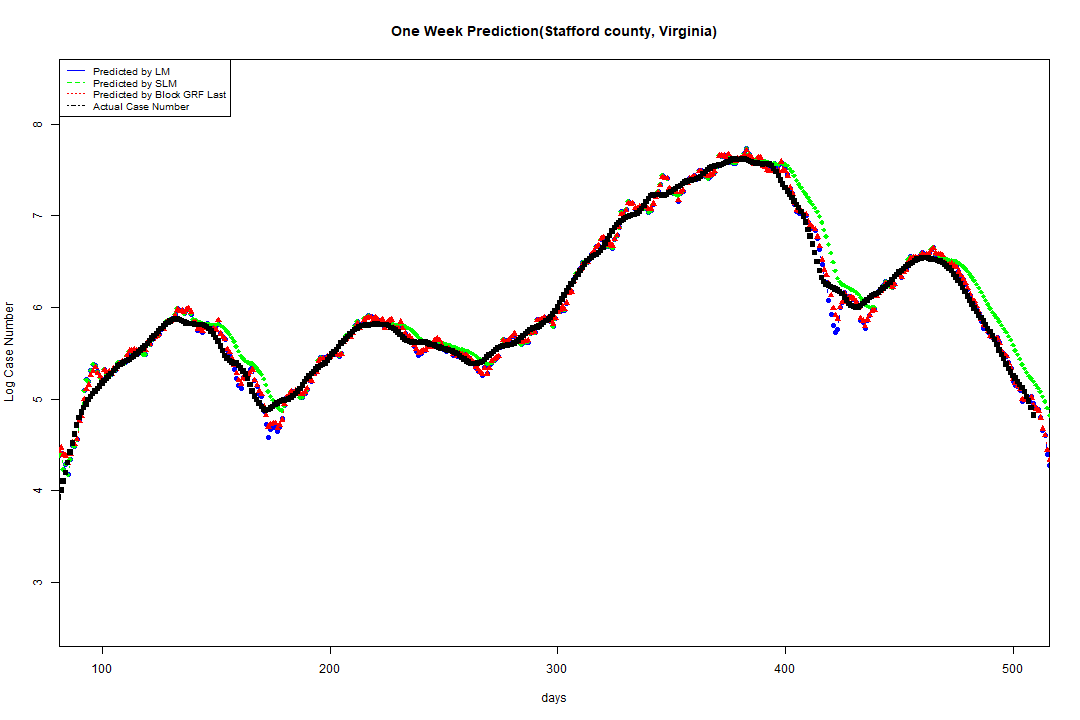 One Week Prediction(Stafford county, Virginia)
Predicted by LM
Predicted by SLM
Predicted by Block GRF Last
Actual Case Number
8
7
6
5
4
3
Log Case Number
100 200 300 400 500
days